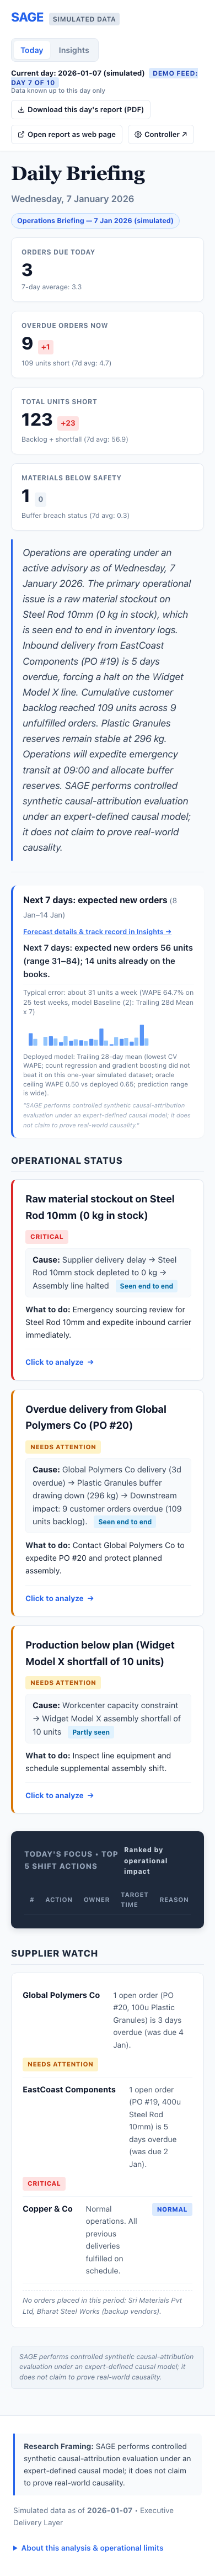 SAGE SIMULATED DATA
Today Insights
Current day: 2026-01-07 (simulated) DEMO FEED:
DAY 7 OF 10
Data known up to this day only
Download this day's report (PDF)
Open report as web page
Controller ↗
Daily Briefing
Wednesday, 7 January 2026
Operations Briefing — 7 Jan 2026 (simulated)
ORDERS DUE TODAY
3
7-day average: 3.3
OVERDUE ORDERS NOW
9 +1
109 units short (7d avg: 4.7)
TOTAL UNITS SHORT
123 +23
Backlog + shortfall (7d avg: 56.9)
MATERIALS BELOW SAFETY
1 0
Buffer breach status (7d avg: 0.3)
Operations are operating under an
active advisory as of Wednesday, 7
January 2026. The primary operational
issue is a raw material stockout on
Steel Rod 10mm (0 kg in stock), which
is seen end to end in inventory logs.
Inbound delivery from EastCoast
Components (PO #19) is 5 days
overdue, forcing a halt on the Widget
Model X line. Cumulative customer
backlog reached 109 units across 9
unfulfilled orders. Plastic Granules
reserves remain stable at 296 kg.
Operations will expedite emergency
transit at 09:00 and allocate buffer
reserves. SAGE performs controlled
synthetic causal-attribution evaluation
under an expert-defined causal model;
it does not claim to prove real-world
causality.
Next 7 days: expected new orders (8
Jan–14 Jan)
Forecast details & track record in Insights →
Next 7 days: expected new orders 56 units
(range 31–84); 14 units already on the
books.
Typical error: about 31 units a week (WAPE 64.7% on
25 test weeks, model Baseline (2): Trailing 28d Mean
x 7)
Deployed model: Trailing 28-day mean (lowest CV
WAPE; count regression and gradient boosting did not
beat it on this one-year simulated dataset; oracle
ceiling WAPE 0.50 vs deployed 0.65; prediction range
is wide).
"SAGE performs controlled synthetic causal-attribution
evaluation under an expert-defined causal model; it does
not claim to prove real-world causality."
OPERATIONAL STATUS
Raw material stockout on Steel
Rod 10mm (0 kg in stock)
CRITICAL
Cause: Supplier delivery delay → Steel
Rod 10mm stock depleted to 0 kg →
Assembly line halted Seen end to end
What to do: Emergency sourcing review for
Steel Rod 10mm and expedite inbound carrier
immediately.
Click to analyze →
Overdue delivery from Global
Polymers Co (PO #20)
NEEDS ATTENTION
Cause: Global Polymers Co delivery (3d
overdue) → Plastic Granules buffer
drawing down (296 kg) → Downstream
impact: 9 customer orders overdue (109
units backlog). Seen end to end
What to do: Contact Global Polymers Co to
expedite PO #20 and protect planned
assembly.
Click to analyze →
Production below plan (Widget
Model X shortfall of 10 units)
NEEDS ATTENTION
Cause: Workcenter capacity constraint
→ Widget Model X assembly shortfall of
10 units Partly seen
What to do: Inspect line equipment and
schedule supplemental assembly shift.
Click to analyze →
TODAY'S FOCUS • TOP
5 SHIFT ACTIONS
Ranked by
operational
impact
# ACTION OWNER TARGET
TIME REASON
SUPPLIER WATCH
Global Polymers Co
1 open order (PO
#20, 100u Plastic
Granules) is 3 days
overdue (was due 4
Jan).
NEEDS ATTENTION
EastCoast Components
1 open order
(PO #19, 400u
Steel Rod
10mm) is 5
days overdue
(was due 2
Jan).
CRITICAL
Copper & Co
Normal
operations. All
previous
deliveries
fulfilled on
schedule.
NORMAL
No orders placed in this period: Sri Materials Pvt
Ltd, Bharat Steel Works (backup vendors).
SAGE performs controlled synthetic causal-attribution
evaluation under an expert-defined causal model; it
does not claim to prove real-world causality.
Research Framing: SAGE performs controlled
synthetic causal-attribution evaluation under an
expert-defined causal model; it does not claim
to prove real-world causality.
Simulated data as of 2026-01-07 • Executive
Delivery Layer
▶ About this analysis & operational limits